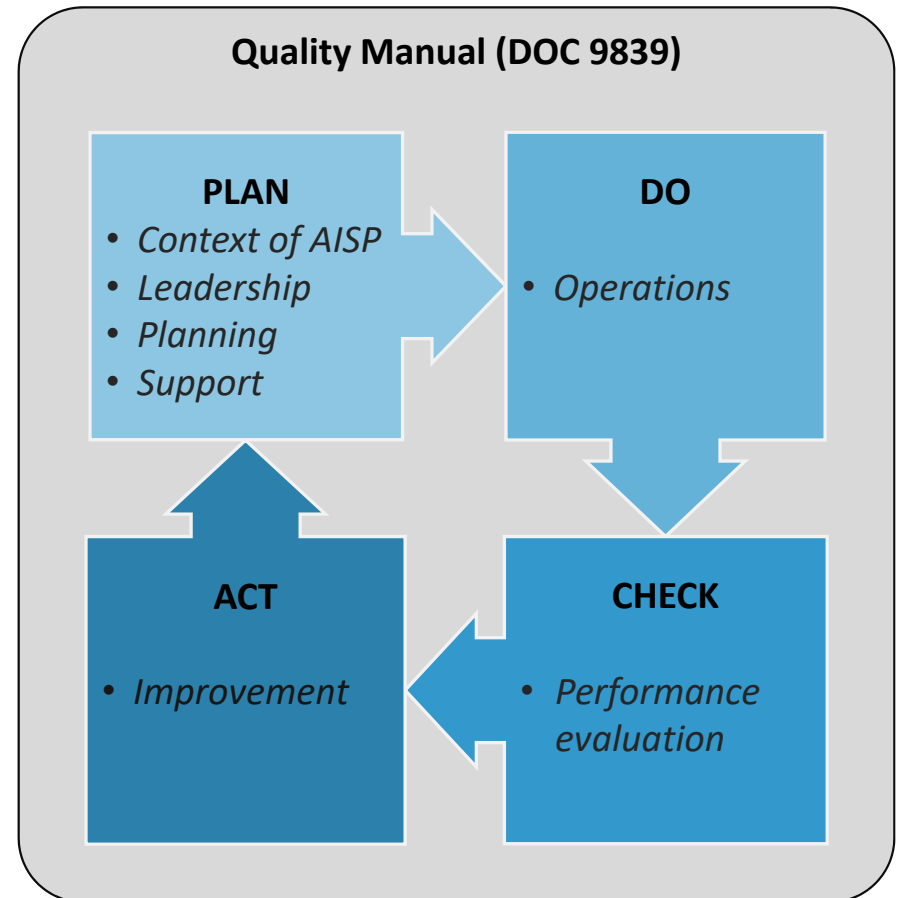 Quality Manual (DOC 9839)
PLAN
• Context of AISP
• Leadership
• Planning
• Support
DO
• Operations
CHECK
• Performance
evaluation
ACT
• Improvement